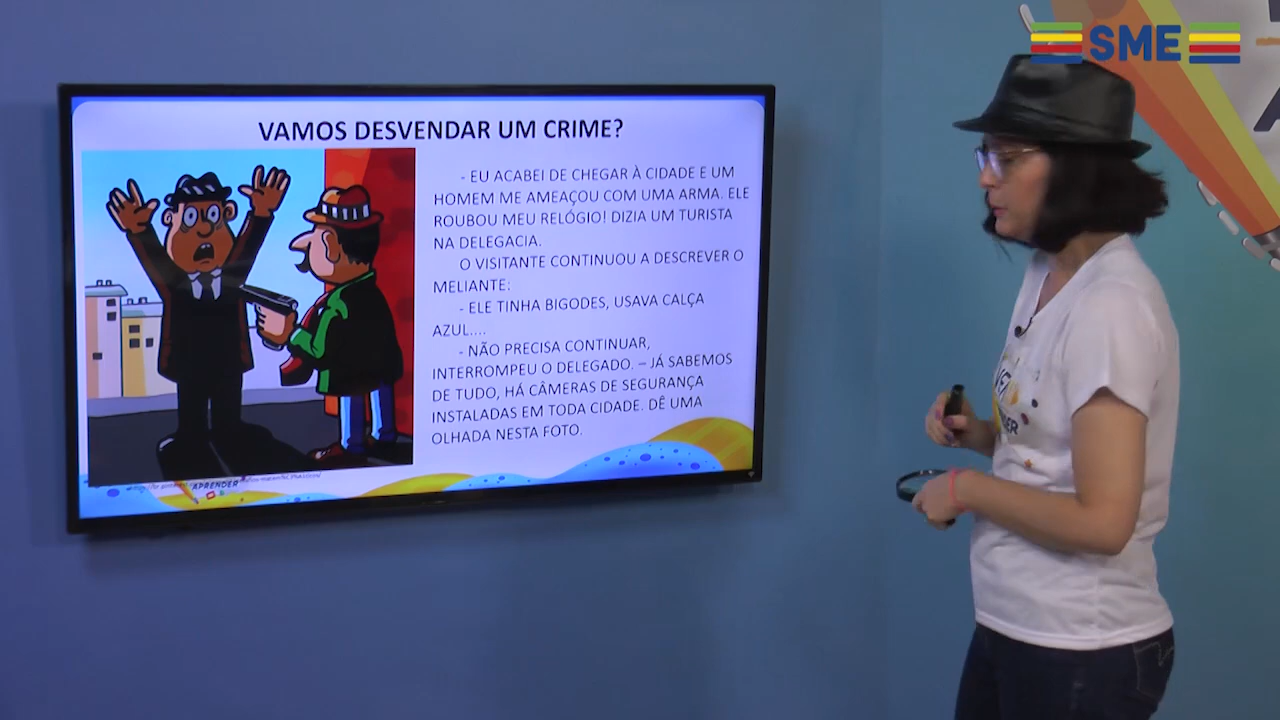 SME
VAMOS DESVENDAR UM CRIME?
- EU ACABEI DE CHEGAR À CIDADE E UM
HOMEM ME AMEAÇOU COM UMA ARMA. ELE
ROUBOU MEU RELÓGIO! DIZIA UM TURISTA
NA DELEGACIA.
O VISITANTE CONTINUOU A DESCREVER O
MELIANTE:
- ELE TINHA BIGODES, USAVA CALÇA
AZUL....
- NÃO PRECISA CONTINUAR,
INTERROMPEU O DELEGADO. – JÁ SABEMOS
DE TUDO, HÁ CÂMERAS DE SEGURANÇA
INSTALADAS EM TODA CIDADE. DÊ UMA
OLHADA NESTA FOTO.
APRENDER